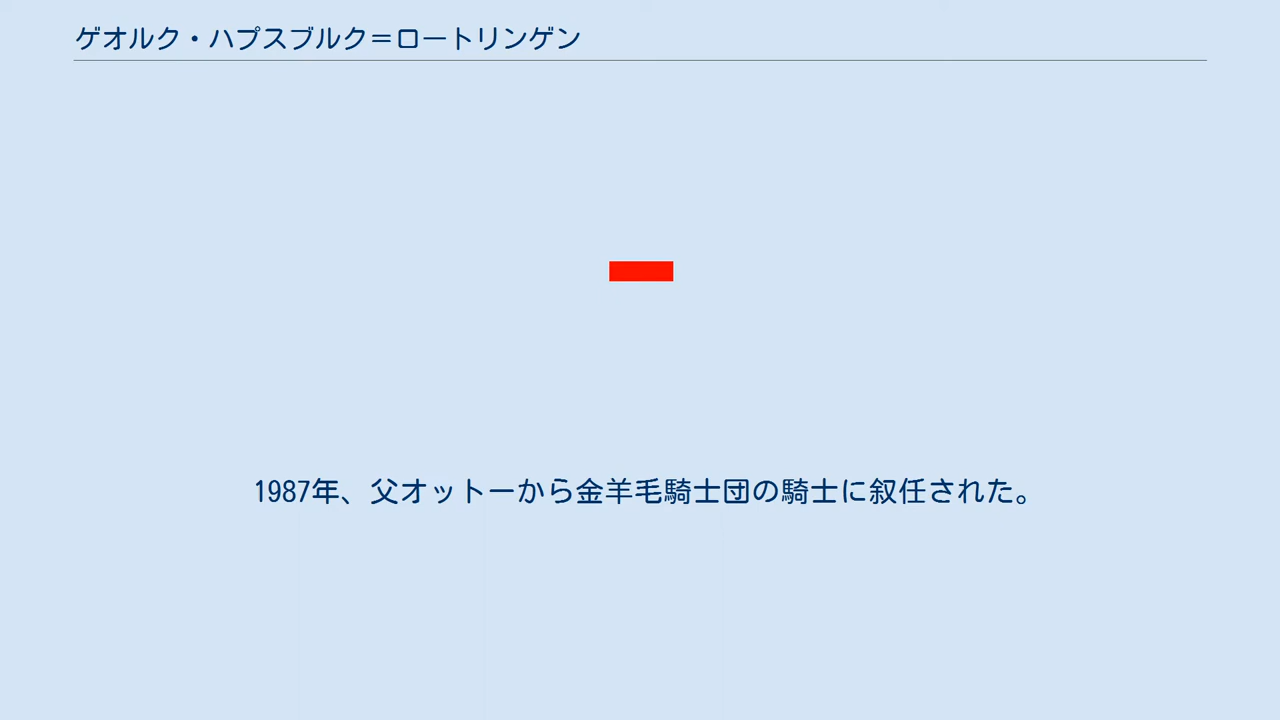 ゲオルク・ハプスブルク＝ロートリンゲン
1987年、父オットーから金羊毛騎士団の騎士に叙任された。